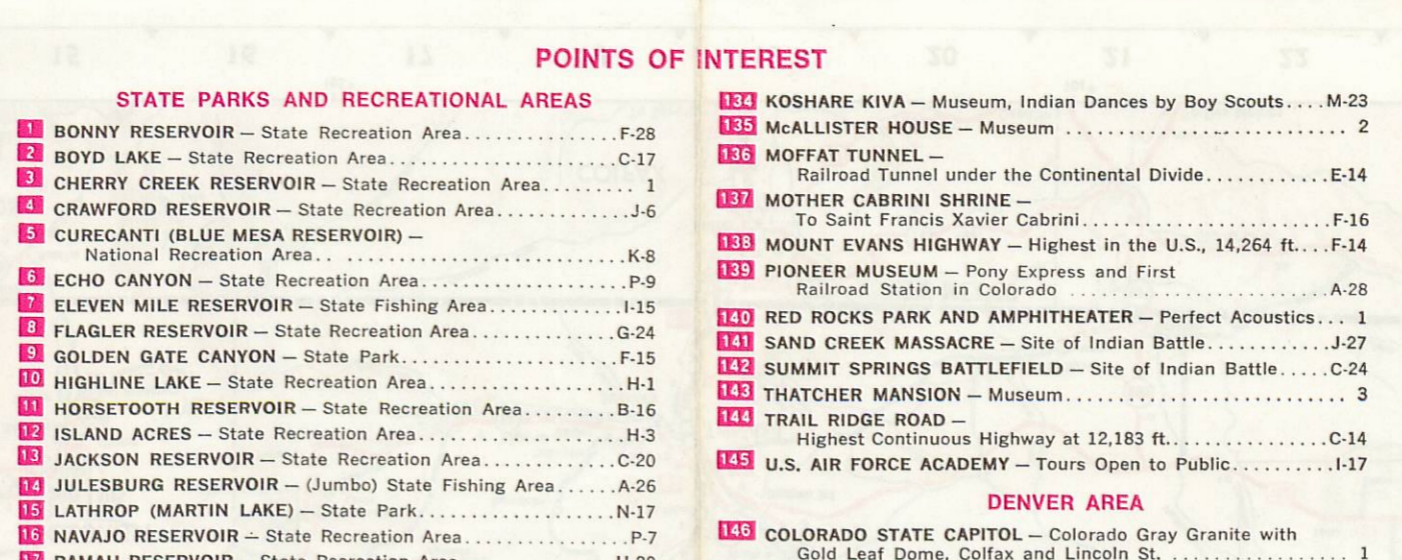 POINTS OF INTEREST
STATE PARKS AND RECREATIONAL AREAS
1 BONNY RESERVOIR — State Recreation Area.................F-28
2 BOYD LAKE — State Recreation Area.........................C-17
3 CHERRY CREEK RESERVOIR — State Recreation Area......... 1
4 CRAWFORD RESERVOIR — State Recreation Area.............J-6
5 CURECANTI (BLUE MESA RESERVOIR) —
National Recreation Area.. ...............................K-8
6 ECHO CANYON — State Recreation Area.....................P-9
7 ELEVEN MILE RESERVOIR — State Fishing Area.............I-15
8 FLAGLER RESERVOIR — State Recreation Area...............G-24
9 GOLDEN GATE CANYON — State Park.........................F-15
10 HIGHLINE LAKE — State Recreation Area....................H-1
11 HORSETOOTH RESERVOIR — State Recreation Area..........B-16
12 ISLAND ACRES — State Recreation Area.....................H-3
13 JACKSON RESERVOIR — State Recreation Area..............C-20
14 JULESBURG RESERVOIR — (Jumbo) State Fishing Area......A-26
15 LATHROP (MARTIN LAKE) — State Park.....................N-17
16 NAVAJO RESERVOIR — State Recreation Area................P-7
134 KOSHARE KIVA — Museum, Indian Dances by Boy Scouts....M-23
135 McALLISTER HOUSE — Museum ............................. 2
136 MOFFAT TUNNEL —
Railroad Tunnel under the Continental Divide............E-14
137 MOTHER CABRINI SHRINE —
To Saint Francis Xavier Cabrini.........................F-16
138 MOUNT EVANS HIGHWAY — Highest in the U.S., 14,264 ft....F-14
139 PIONEER MUSEUM — Pony Express and First
Railroad Station in Colorado ..........................A-28
140 RED ROCKS PARK AND AMPHITHEATER — Perfect Acoustics... 1
141 SAND CREEK MASSACRE — Site of Indian Battle............J-27
142 SUMMIT SPRINGS BATTLEFIELD — Site of Indian Battle.....C-24
143 THATCHER MANSION — Museum............................. 3
144 TRAIL RIDGE ROAD —
Highest Continuous Highway at 12,183 ft................C-14
145 U.S. AIR FORCE ACADEMY — Tours Open to Public..........I-17
DENVER AREA
146 COLORADO STATE CAPITOL — Colorado Gray Granite with
Gold Leaf Dome, Colfax and Lincoln St. .................. 1